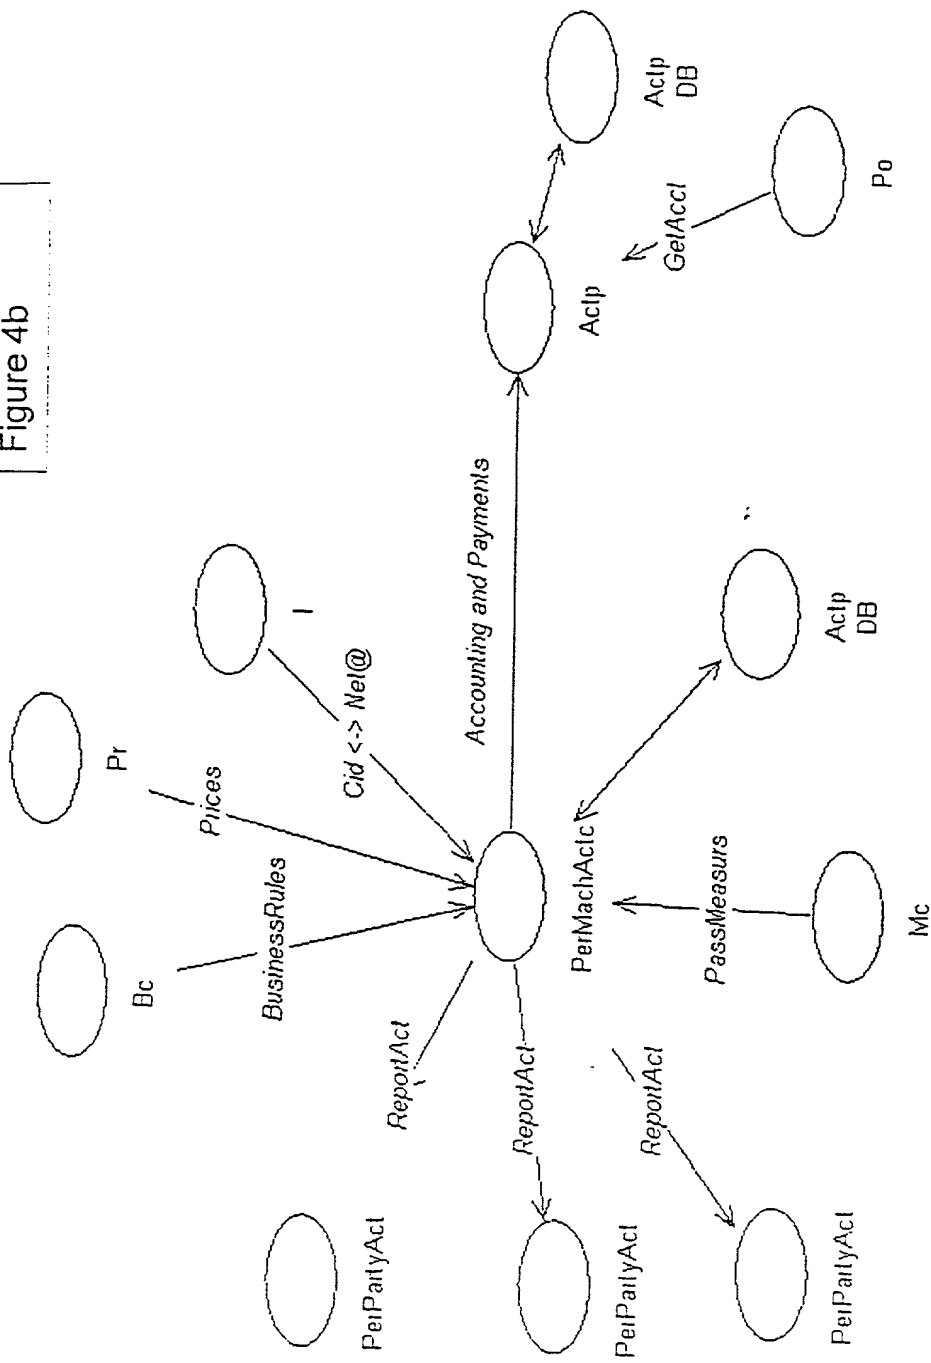 Figure 4b
Pr
Bc
Prices
BusinessRules
I
Cid <-> Net@
ReportAct
PerPartyAct
Accounting and Payments
ReportAct
PerMachActc
Actp
Actp
DB
PerPartyAct
ReportAct
PassMeasurs
GetAcct
Actp
DB
PerPartyAct
Mc
Po